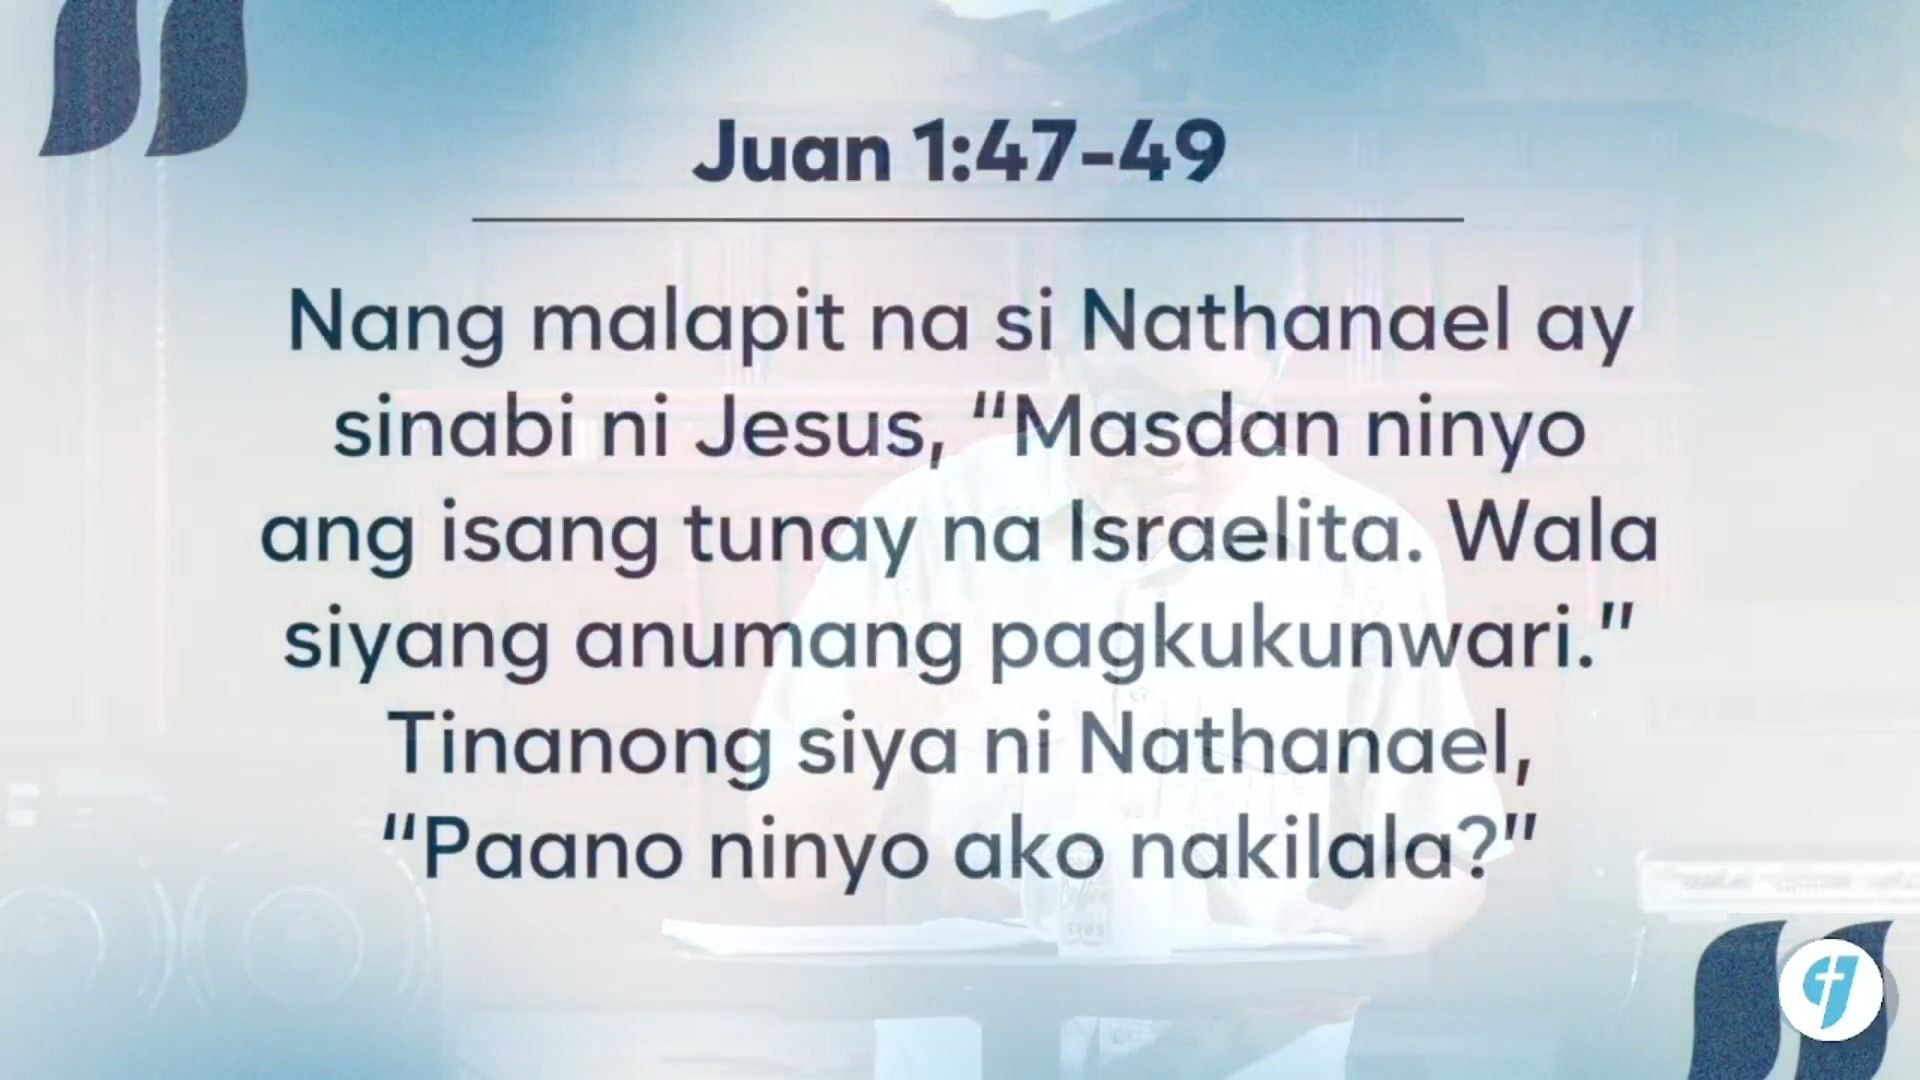 Juan 1:47-49
Nang malapit na si Nathanael ay
sinabi ni Jesus, “Masdan ninyo
ang isang tunay na Israelita. Wala
siyang anumang pagkukunwari.”
Tinanong siya ni Nathanael,
“Paano ninyo ako nakilala?”
Coffee